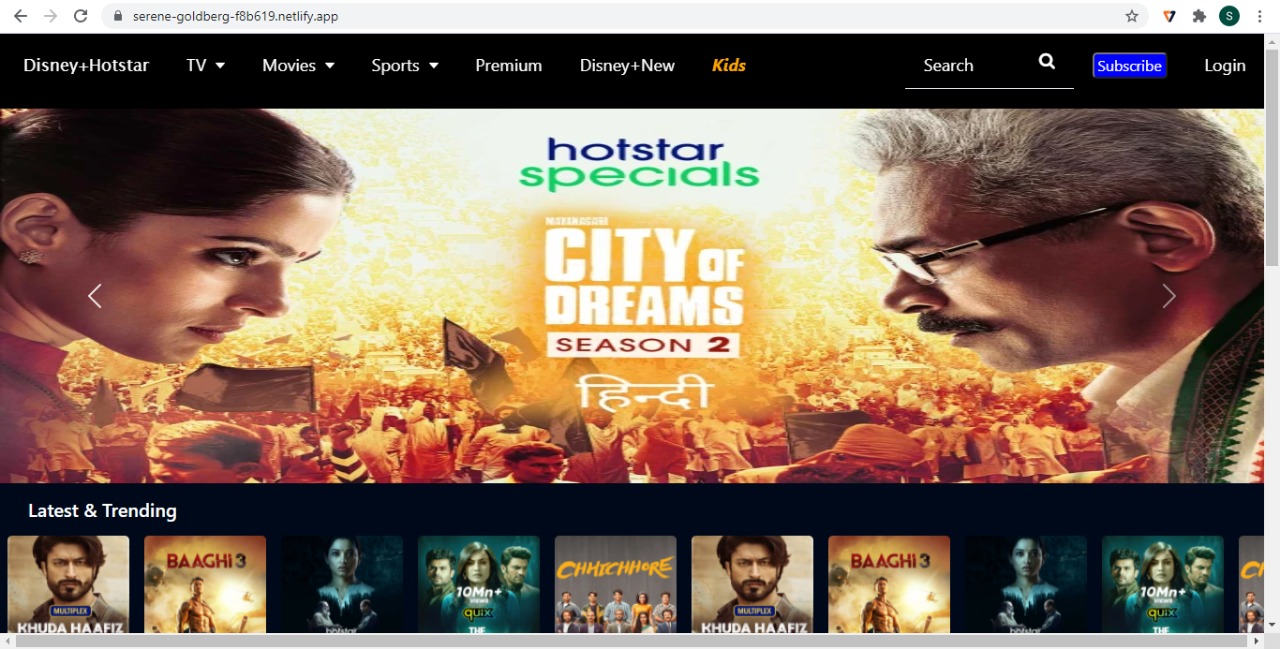 serene-goldberg-f8b619.netlify.app
S
Disney+Hotstar TV Movies Sports Premium Disney+New Kids Search Subscribe Login
hotstar
specials
MAYANAGARI
CITY OF
DREAMS
SEASON 2
हिन्दी
Latest & Trending
MULTIPLEX
KHUDA HAAFIZ
BAAGHI 3
hotstar
10Mn+
VIEWS
quix
THE
CHHICHHORE
MULTIPLEX
KHUDA HAAFIZ
BAAGHI 3
hotstar
10Mn+
VIEWS
quix
THE